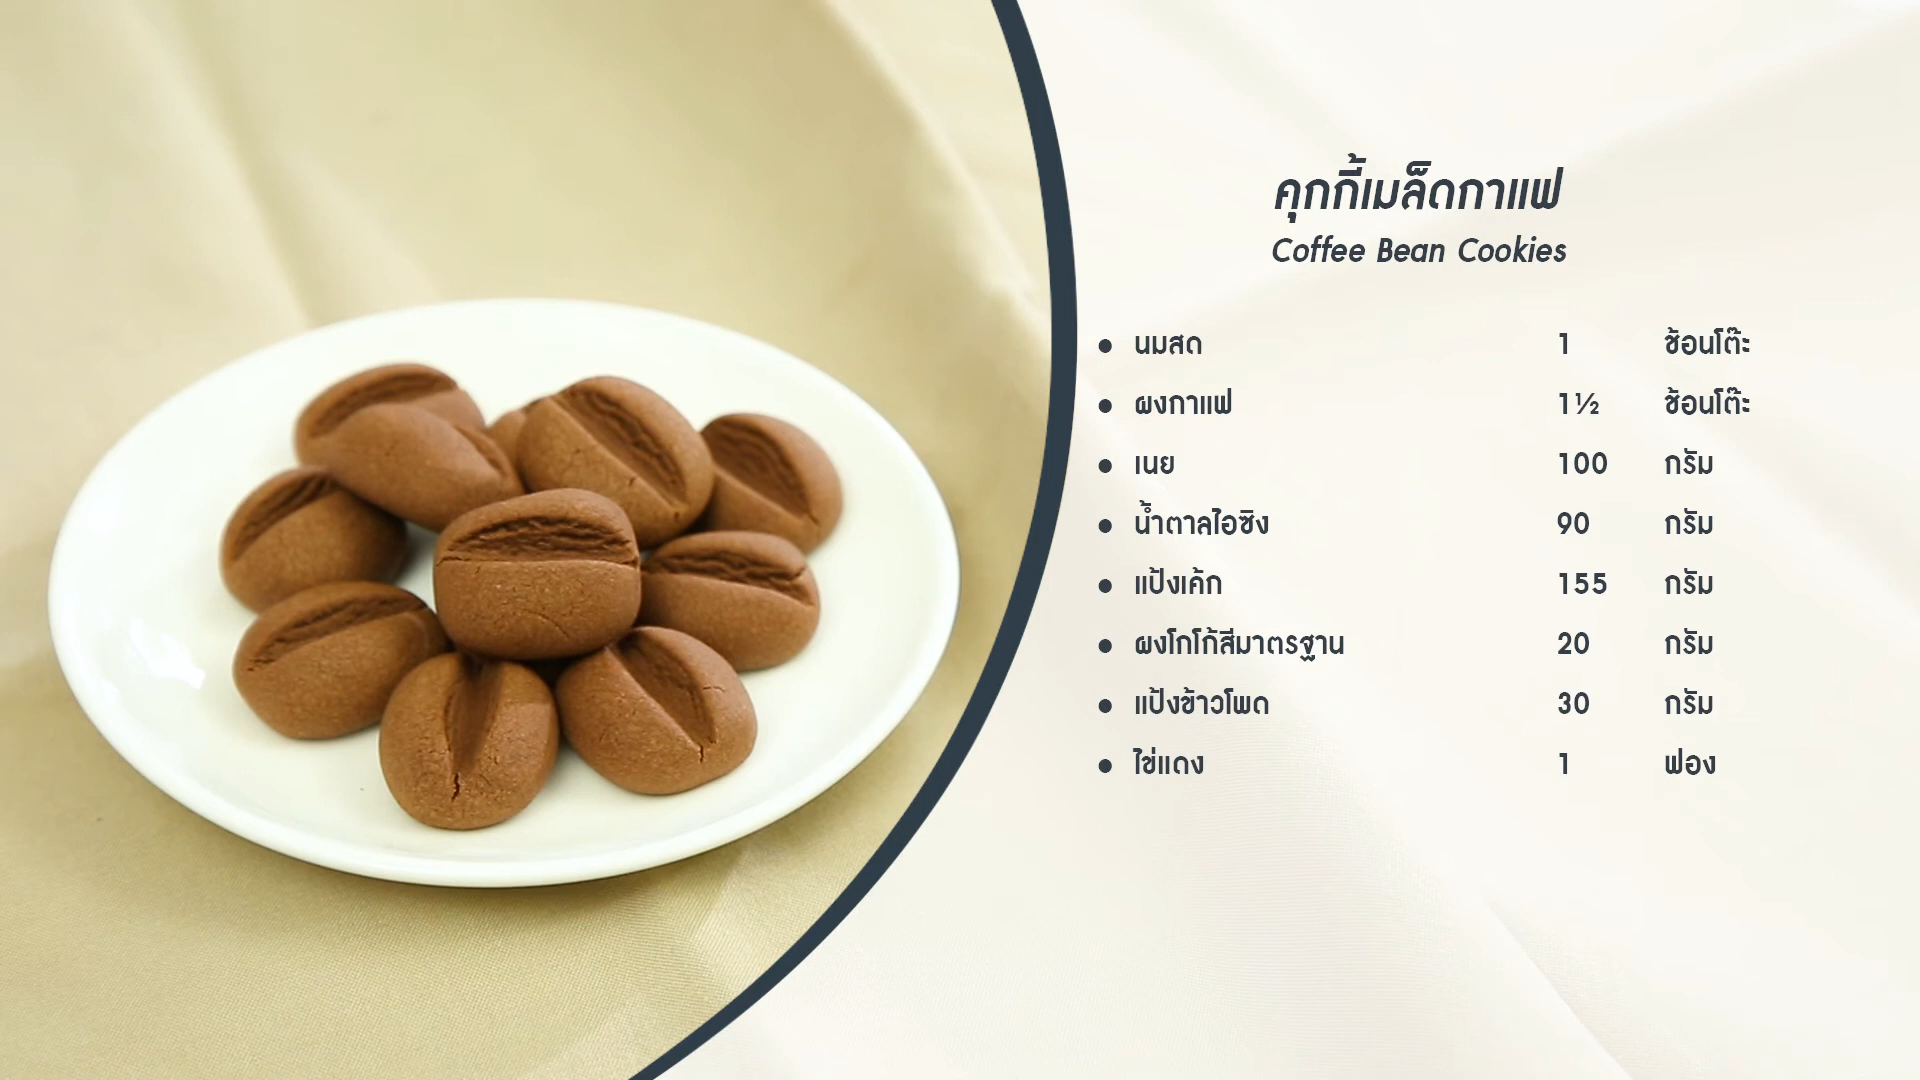 คุกกี้เมล็ดกาแฟ
Coffee Bean Cookies
● นมสด 1 ช้อนโต๊ะ
● ผงกาแฟ 1½ ช้อนโต๊ะ
● เนย 100 กรัม
● น้ำตาลไอซิง 90 กรัม
● แป้งเค้ก 155 กรัม
● ผงโกโก้สีมาตรฐาน 20 กรัม
● แป้งข้าวโพด 30 กรัม
● ไข่แดง 1 ฟอง